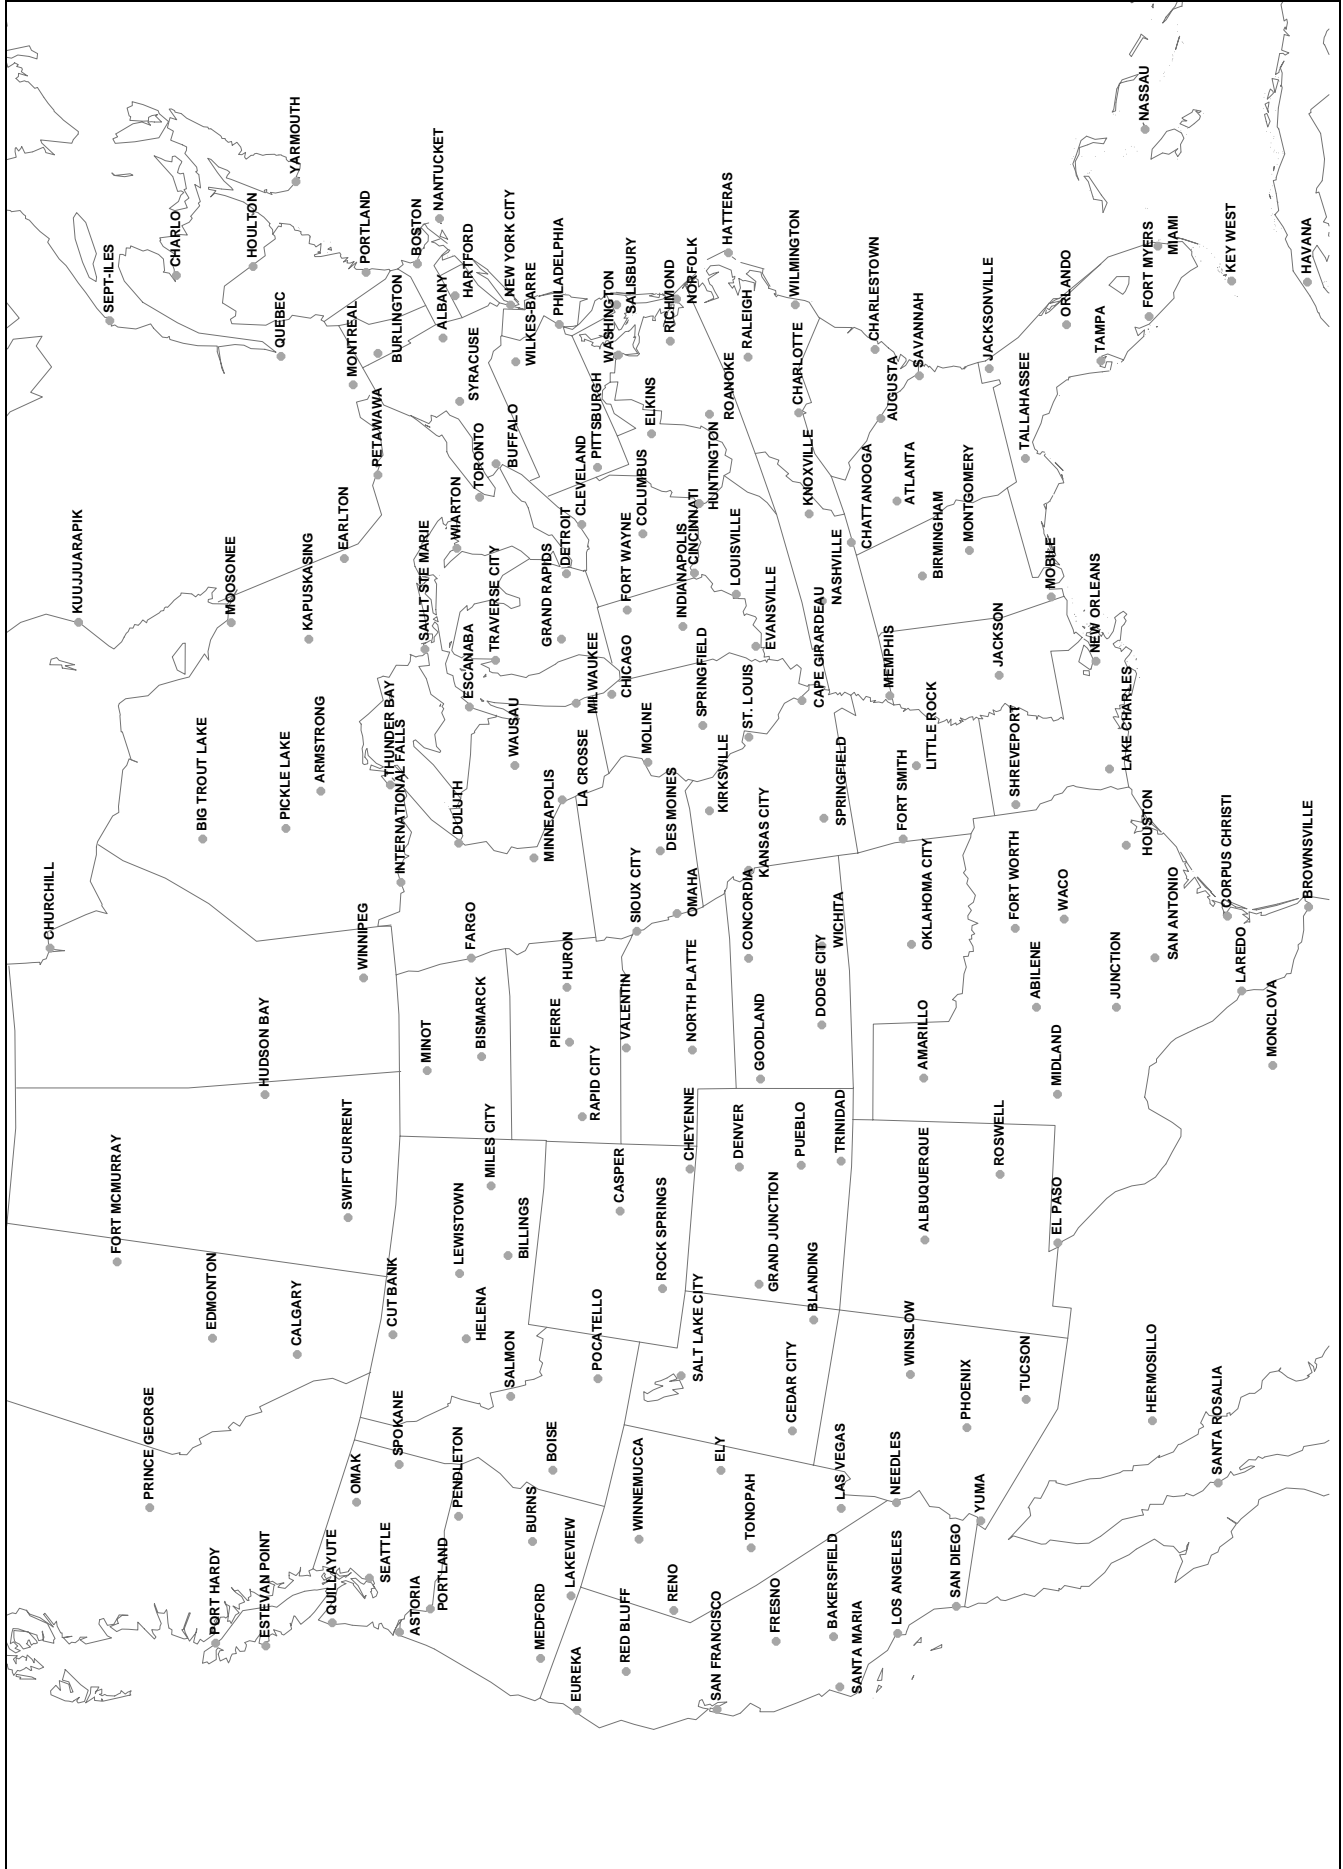 CHURCHILL
KUUJJUARAPIK
SEPT-ILES
FORT MCMURRAY
PRINCE GEORGE
CHARLO
BIG TROUT LAKE
EDMONTON
PORT HARDY
MOOSONEE
HOULTON
ESTEVAN POINT
HUDSON BAY
PICKLE LAKE
QUEBEC
CALGARY
YARMOUTH
KAPUSKASING
ARMSTRONG
QUILLAYUTE
SWIFT CURRENT
EARLTON
MONTREAL
OMAK
WINNIPEG
PORTLAND
PETAWAWA
SEATTLE
THUNDER BAY
CUT BANK
BURLINGTON
SPOKANE
INTERNATIONAL FALLS
ASTORIA
BOSTON
SAULT STE MARIE
MINOT
PORTLAND
NANTUCKET
ALBANY
PENDLETON
LEWISTOWN
DULUTH
WIARTON
HARTFORD
FARGO
ESCANABA
SYRACUSE
HELENA
BISMARCK
TORONTO
MILES CITY
TRAVERSE CITY
SALMON
NEW YORK CITY
WAUSAU
BUFFALO
BILLINGS
WILKES-BARRE
BURNS
MEDFORD
MINNEAPOLIS
GRAND RAPIDS
BOISE
PIERRE
PHILADELPHIA
DETROIT
HURON
LAKEVIEW
EUREKA
LA CROSSE
CLEVELAND
MILWAUKEE
RAPID CITY
POCATELLO
PITTSBURGH
WASHINGTON
CASPER
RED BLUFF
VALENTIN
CHICAGO
FORT WAYNE
SALISBURY
SIOUX CITY
WINNEMUCCA
COLUMBUS
MOLINE
ELKINS
ROCK SPRINGS
RENO
DES MOINES
RICHMOND
INDIANAPOLIS
CHEYENNE
NORTH PLATTE
OMAHA
CINCINNATI
NORFOLK
SALT LAKE CITY
SPRINGFIELD
HUNTINGTON
SAN FRANCISCO
ELY
KIRKSVILLE
ROANOKE
HATTERAS
LOUISVILLE
DENVER
TONOPAH
CONCORDIA
ST. LOUIS
RALEIGH
GOODLAND
KANSAS CITY
EVANSVILLE
GRAND JUNCTION
FRESNO
CEDAR CITY
WILMINGTON
CHARLOTTE
PUEBLO
KNOXVILLE
BLANDING
CAPE GIRARDEAU
DODGE CITY
BAKERSFIELD
WICHITA
NASHVILLE
SPRINGFIELD
TRINIDAD
LAS VEGAS
SANTA MARIA
CHATTANOOGA
CHARLESTOWN
MEMPHIS
AUGUSTA
NEEDLES
LOS ANGELES
FORT SMITH
ATLANTA
WINSLOW
SAVANNAH
ALBUQUERQUE
AMARILLO
OKLAHOMA CITY
LITTLE ROCK
BIRMINGHAM
SAN DIEGO
PHOENIX
MONTGOMERY
YUMA
JACKSONVILLE
ROSWELL
JACKSON
FORT WORTH
SHREVEPORT
TUCSON
TALLAHASSEE
ABILENE
MOBILE
EL PASO
MIDLAND
WACO
ORLANDO
NEW ORLEANS
TAMPA
JUNCTION
LAKE CHARLES
HOUSTON
NASSAU
FORT MYERS
HERMOSILLO
MIAMI
SAN ANTONIO
SANTA ROSALIA
CORPUS CHRISTI
KEY WEST
LAREDO
MONCLOVA
BROWNSVILLE
HAVANA